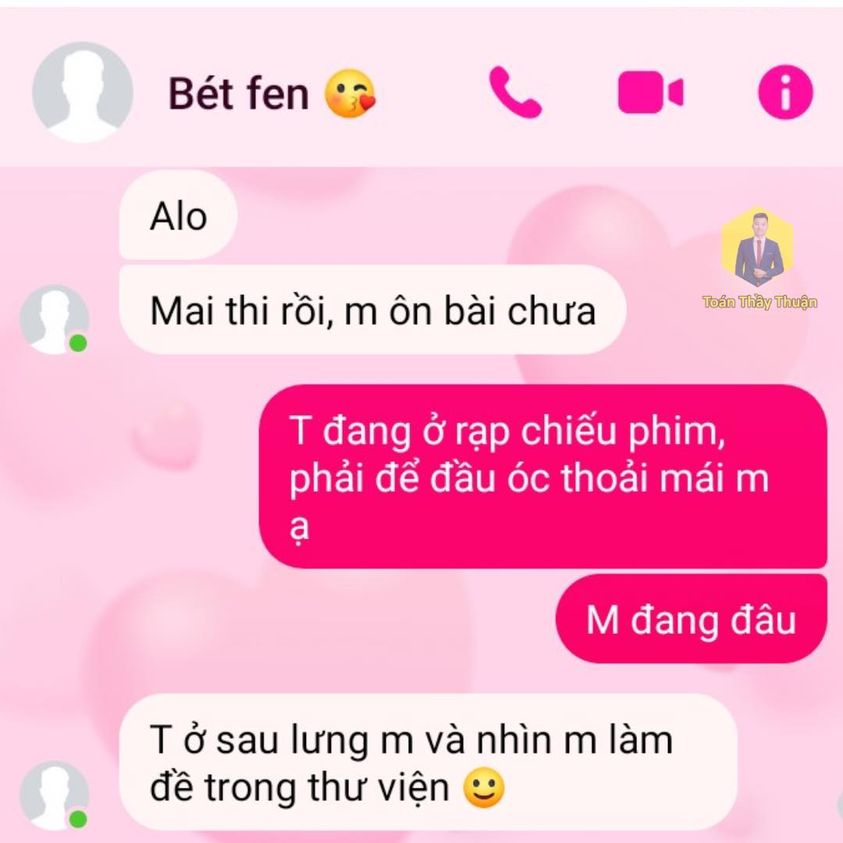 Bét fen 😘
Alo
Toán Thầy Thuận
Mai thi rồi, m ôn bài chưa
T đang ở rạp chiếu phim,
phải để đầu óc thoải mái m
ạ
M đang đâu
T ở sau lưng m và nhìn m làm
đề trong thư viện 🙂